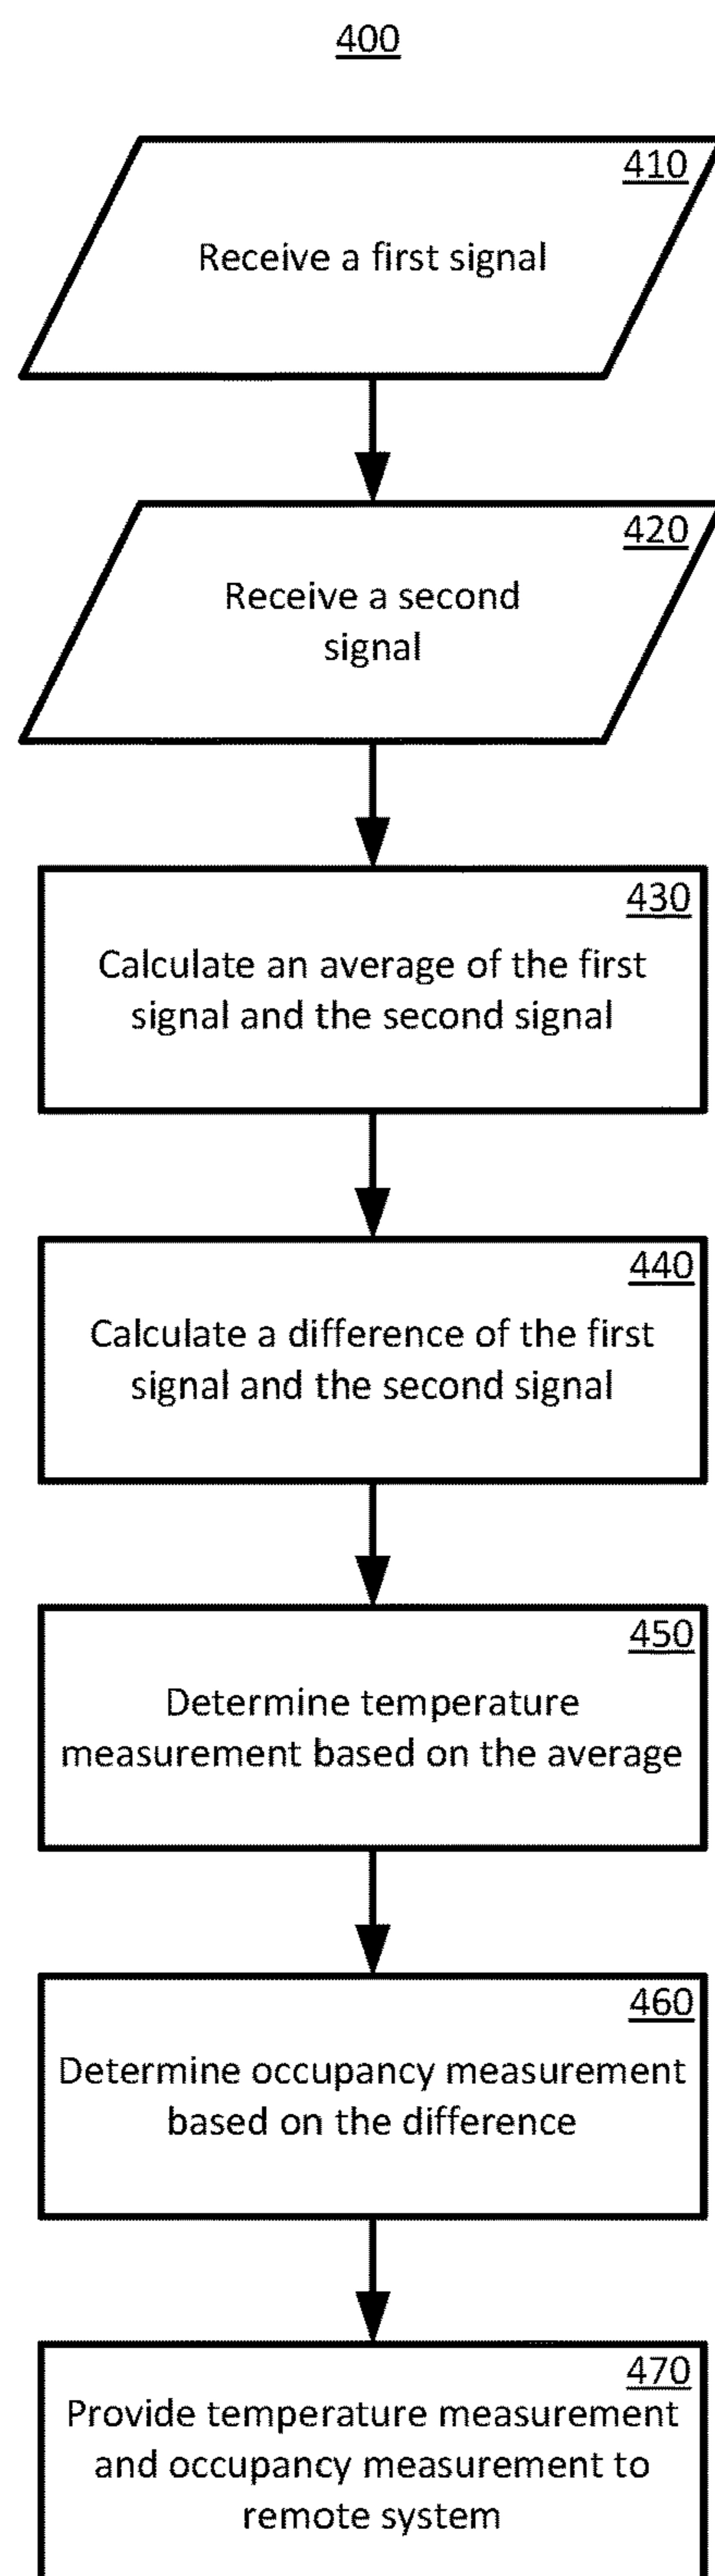 400
410
Receive a first signal
420
Receive a second
signal
430
Calculate an average of the first
signal and the second signal
440
Calculate a difference of the first
signal and the second signal
450
Determine temperature
measurement based on the average
460
Determine occupancy measurement
based on the difference
470
Provide temperature measurement
and occupancy measurement to
remote system